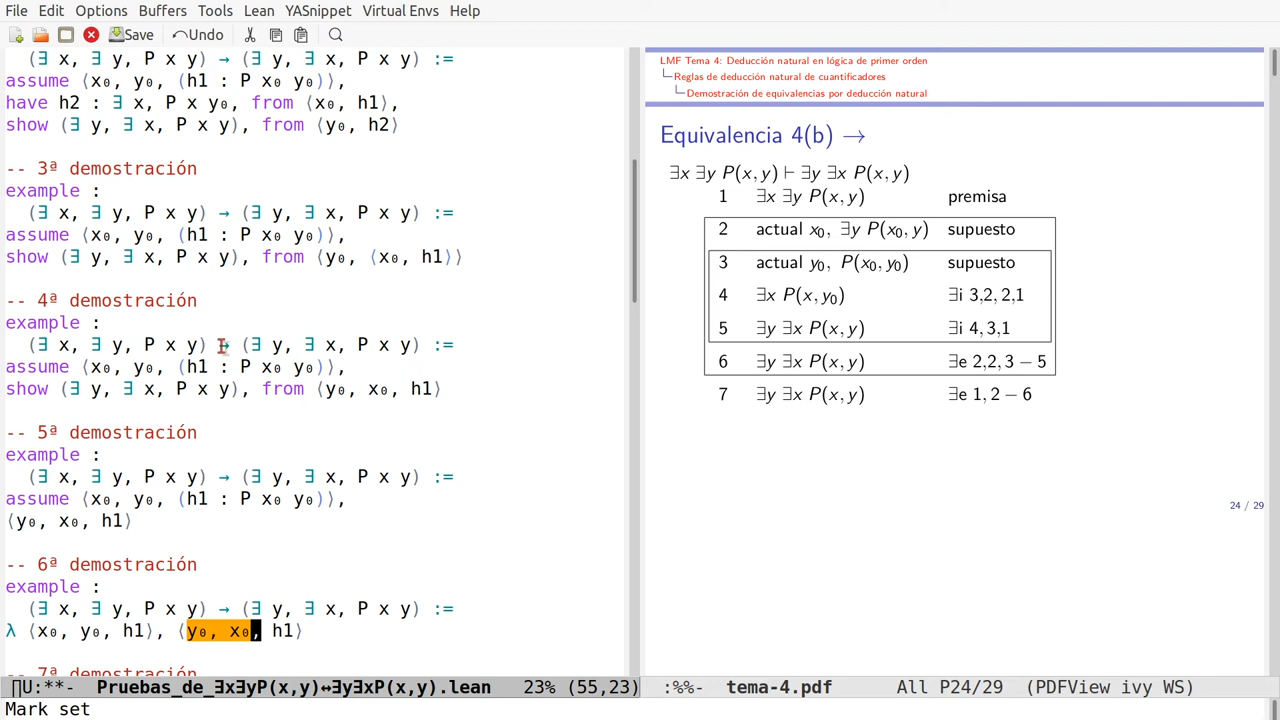 File Edit Options Buffers Tools Lean YASnippet Virtual Envs Help
Save Undo
(∃ x, ∃ y, P x y) → (∃ y, ∃ x, P x y) :=
assume ⟨x₀, y₀, (h1 : P x₀ y₀)⟩,
have h2 : ∃ x, P x y₀, from ⟨x₀, h1⟩,
show (∃ y, ∃ x, P x y), from ⟨y₀, h2⟩
-- 3ª demostración
example :
(∃ x, ∃ y, P x y) → (∃ y, ∃ x, P x y) :=
assume ⟨x₀, y₀, (h1 : P x₀ y₀)⟩,
show (∃ y, ∃ x, P x y), from ⟨y₀, ⟨x₀, h1⟩⟩
-- 4ª demostración
example :
(∃ x, ∃ y, P x y) → (∃ y, ∃ x, P x y) :=
assume ⟨x₀, y₀, (h1 : P x₀ y₀)⟩,
show (∃ y, ∃ x, P x y), from ⟨y₀, x₀, h1⟩
-- 5ª demostración
example :
(∃ x, ∃ y, P x y) → (∃ y, ∃ x, P x y) :=
assume ⟨x₀, y₀, (h1 : P x₀ y₀)⟩,
⟨y₀, x₀, h1⟩
-- 6ª demostración
example :
(∃ x, ∃ y, P x y) → (∃ y, ∃ x, P x y) :=
λ ⟨x₀, y₀, h1⟩, ⟨y₀, x₀, h1⟩
-- 7ª demostración
∏U:**- Pruebas_de_∃x∃yP(x,y)↔∃y∃xP(x,y).lean 23% (55,23)
Mark set
LMF Tema 4: Deducción natural en lógica de primer orden
Reglas de deducción natural de cuantificadores
Demostración de equivalencias por deducción natural
Equivalencia 4(b) →
∃x ∃y P(x, y) ⊢ ∃y ∃x P(x, y)
1 ∃x ∃y P(x, y) premisa
2 actual x₀, ∃y P(x₀, y) supuesto
3 actual y₀, P(x₀, y₀) supuesto
4 ∃x P(x, y₀) ∃i 3,2, 2,1
5 ∃y ∃x P(x, y) ∃i 4, 3,1
6 ∃y ∃x P(x, y) ∃e 2,2, 3 − 5
7 ∃y ∃x P(x, y) ∃e 1, 2 − 6
24 / 29
:%%- tema-4.pdf All P24/29 (PDFView ivy WS)